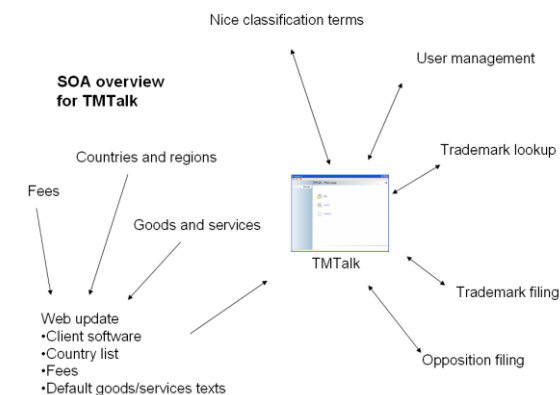 Nice classification terms
User management
SOA overview
for TMTalk
Trademark lookup
Countries and regions
Fees
Goods and services
TMTalk
Trademark filing
Web update
•Client software
•Country list
•Fees
•Default goods/services texts
Opposition filing